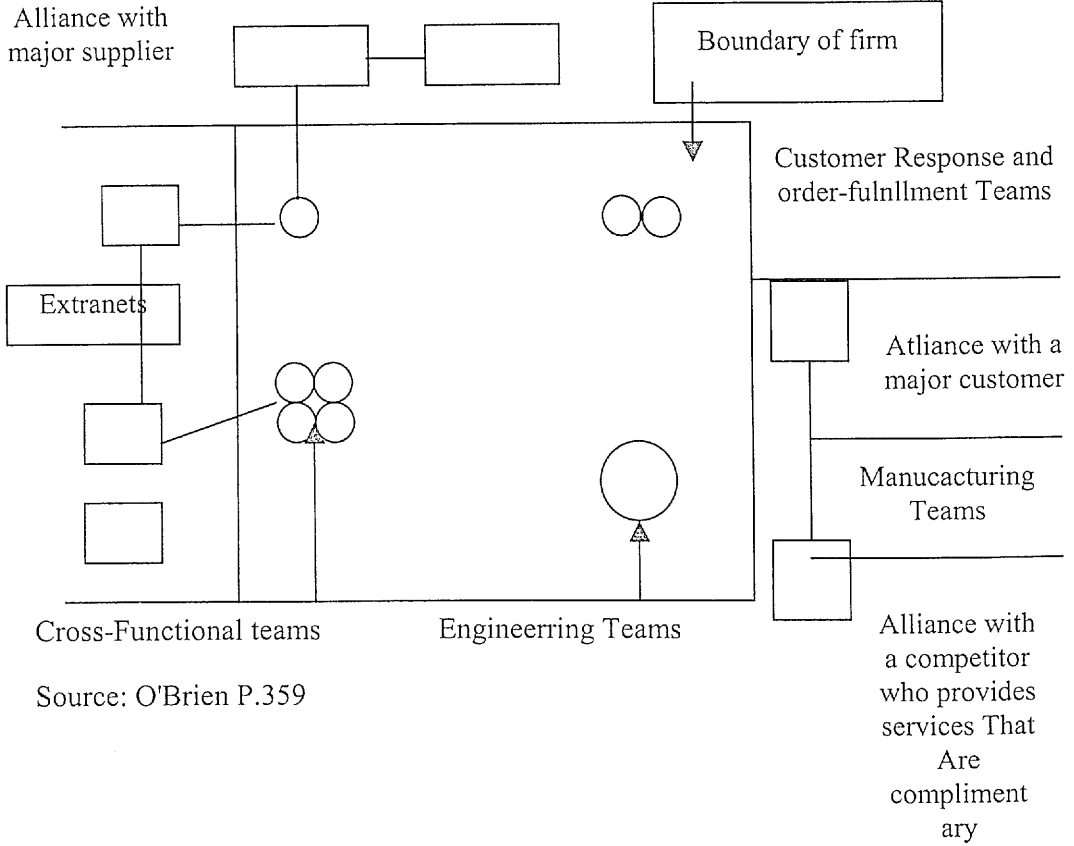 Alliance with
major supplier
Boundary of firm
Customer Response and
order-fulnllment Teams
Extranets
Atliance with a
major customer
Manucacturing
Teams
Cross-Functional teams
Engineerring Teams
Alliance with
a competitor
who provides
services That
Are
compliment
ary
Source: O'Brien P.359